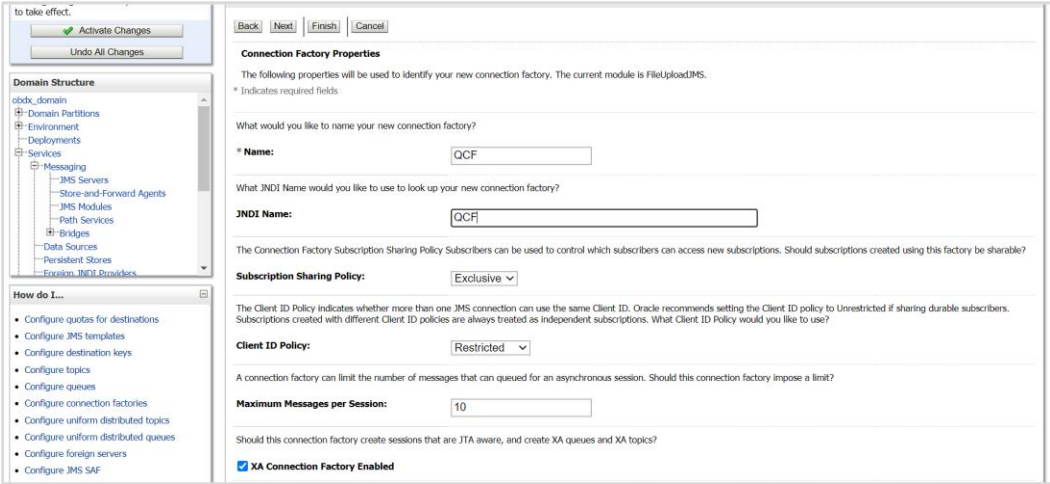 to take effect.
Activate Changes
Undo All Changes
Domain Structure
obdx_domain
Domain Partitions
Environment
Deployments
Services
Messaging
JMS Servers
Store-and-Forward Agents
JMS Modules
Path Services
Bridges
Data Sources
Persistent Stores
Foreign JNDI Providers
How do I...
Configure quotas for destinations
Configure JMS templates
Configure destination keys
Configure topics
Configure queues
Configure connection factories
Configure uniform distributed topics
Configure uniform distributed queues
Configure foreign servers
Configure JMS SAF
Back Next Finish Cancel
Connection Factory Properties
The following properties will be used to identify your new connection factory. The current module is FileUploadJMS.
* Indicates required fields
What would you like to name your new connection factory?
* Name: QCF
What JNDI Name would you like to use to look up your new connection factory?
JNDI Name: QCF
The Connection Factory Subscription Sharing Policy Subscribers can be used to control which subscribers can access new subscriptions. Should subscriptions created using this factory be sharable?
Subscription Sharing Policy: Exclusive
The Client ID Policy indicates whether more than one JMS connection can use the same Client ID. Oracle recommends setting the Client ID policy to Unrestricted if sharing durable subscribers.
Subscriptions created with different Client ID policies are always treated as independent subscriptions. What Client ID Policy would you like to use?
Client ID Policy: Restricted
A connection factory can limit the number of messages that can queued for an asynchronous session. Should this connection factory impose a limit?
Maximum Messages per Session: 10
Should this connection factory create sessions that are JTA aware, and create XA queues and XA topics?
XA Connection Factory Enabled